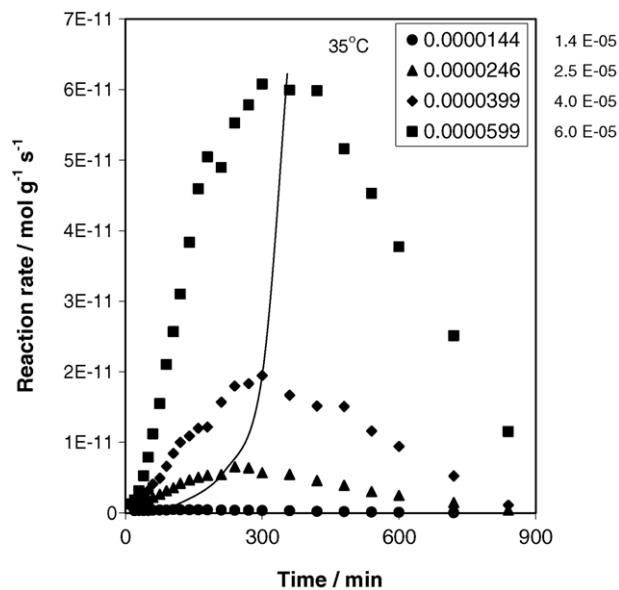 7E-11
6E-11
5E-11
4E-11
3E-11
2E-11
1E-11
0
Reaction rate / mol g⁻¹ s⁻¹
35°C
0.0000144 1.4 E-05
0.0000246 2.5 E-05
0.0000399 4.0 E-05
0.0000599 6.0 E-05
0 300 600 900
Time / min